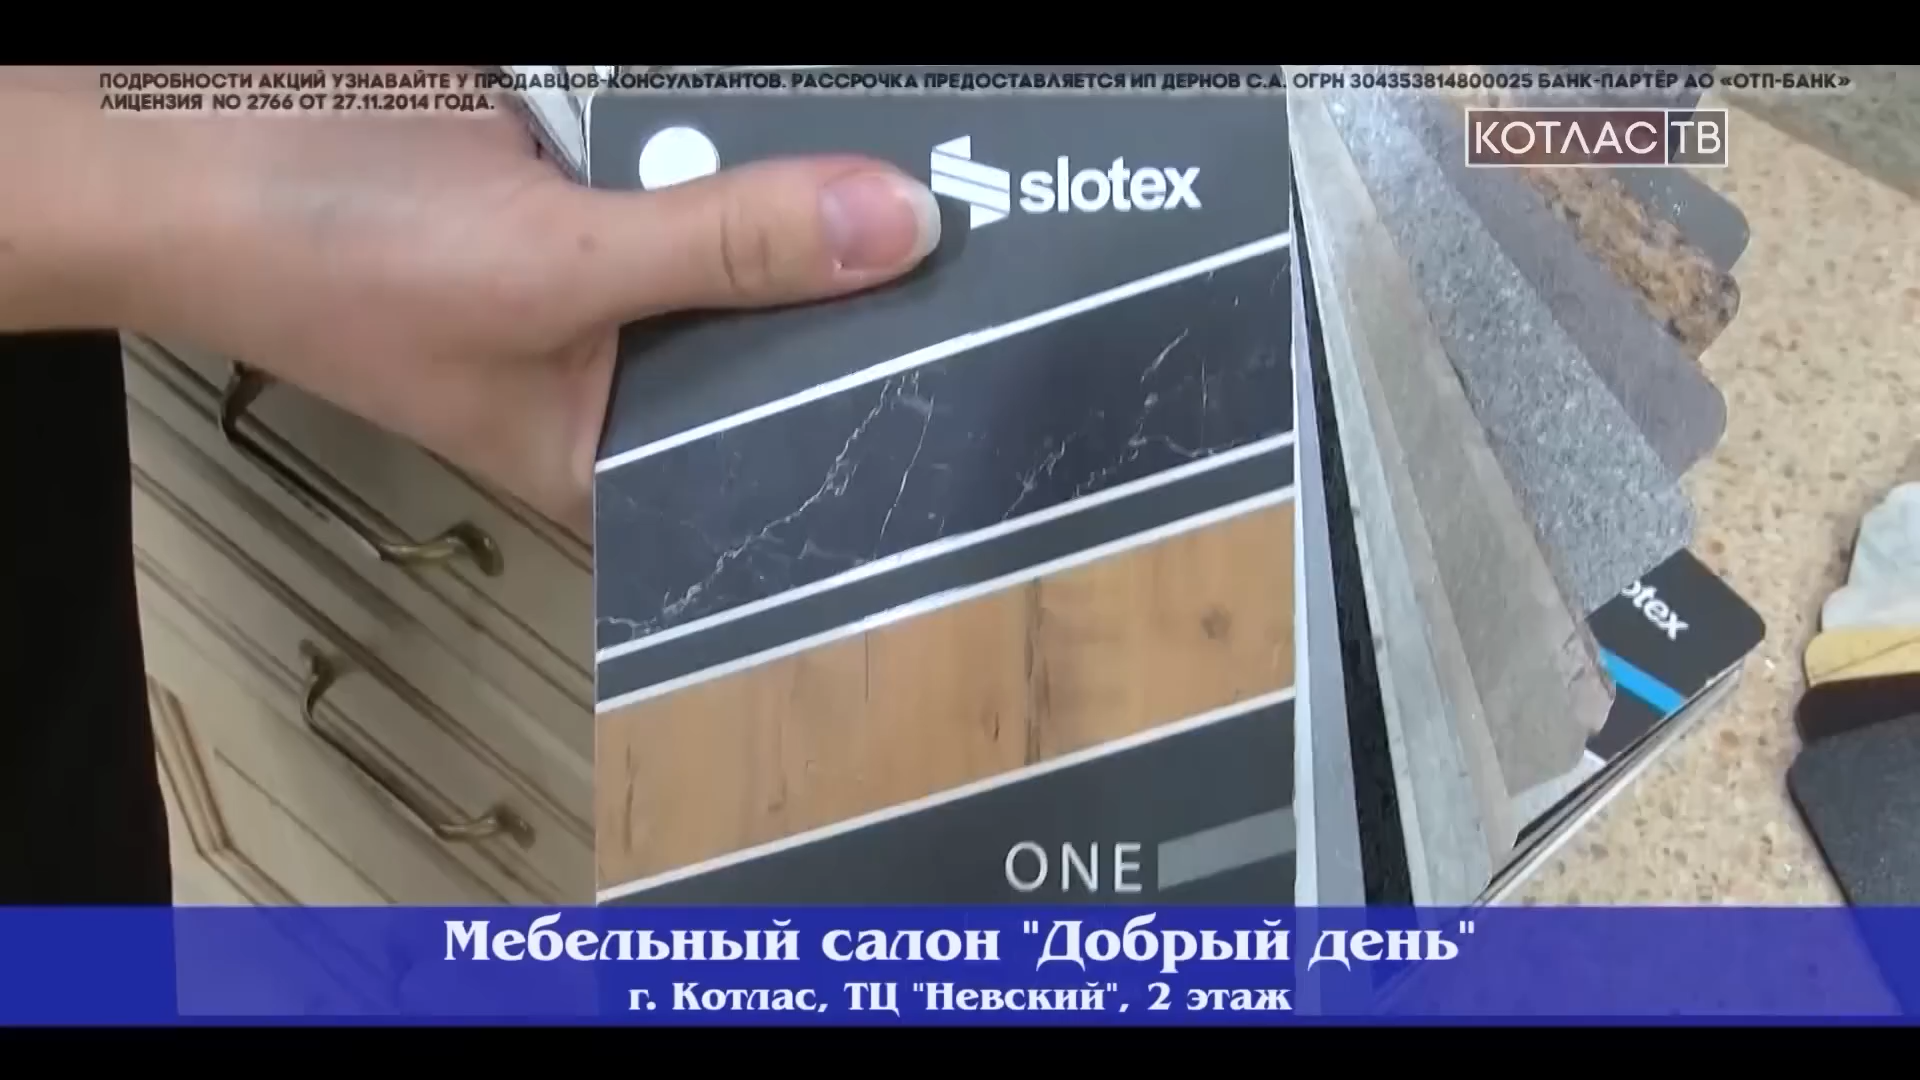 ПОДРОБНОСТИ АКЦИЙ УЗНАВАЙТЕ У ПРОДАВЦОВ-КОНСУЛЬТАНТОВ. РАССРОЧКА ПРЕДОСТАВЛЯЕТСЯ ИП ДЕРНОВ С.А. ОГРН 304353814800025 БАНК-ПАРТЁР АО «ОТП-БАНК»
ЛИЦЕНЗИЯ NO 2766 ОТ 27.11.2014 ГОДА.
КОТЛАС ТВ
slotex
otex
ONE
Мебельный салон "Добрый день"
г. Котлас, ТЦ "Невский", 2 этаж